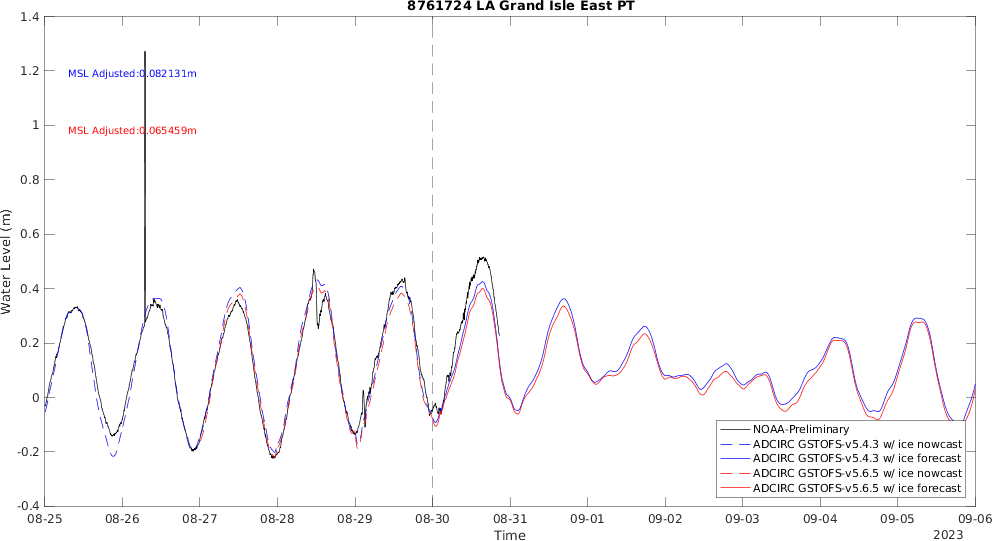 8761724 LA Grand Isle East PT
1.4
1.2
1
0.8
0.6
0.4
0.2
0
-0.2
-0.4
Water Level (m)
MSL Adjusted:0.082131m
MSL Adjusted:0.065459m
NOAA-Preliminary
ADCIRC GSTOFS-v5.4.3 w/ ice nowcast
ADCIRC GSTOFS-v5.4.3 w/ ice forecast
ADCIRC GSTOFS-v5.6.5 w/ ice nowcast
ADCIRC GSTOFS-v5.6.5 w/ ice forecast
08-25 08-26 08-27 08-28 08-29 08-30 08-31 09-01 09-02 09-03 09-04 09-05 09-06
Time
2023